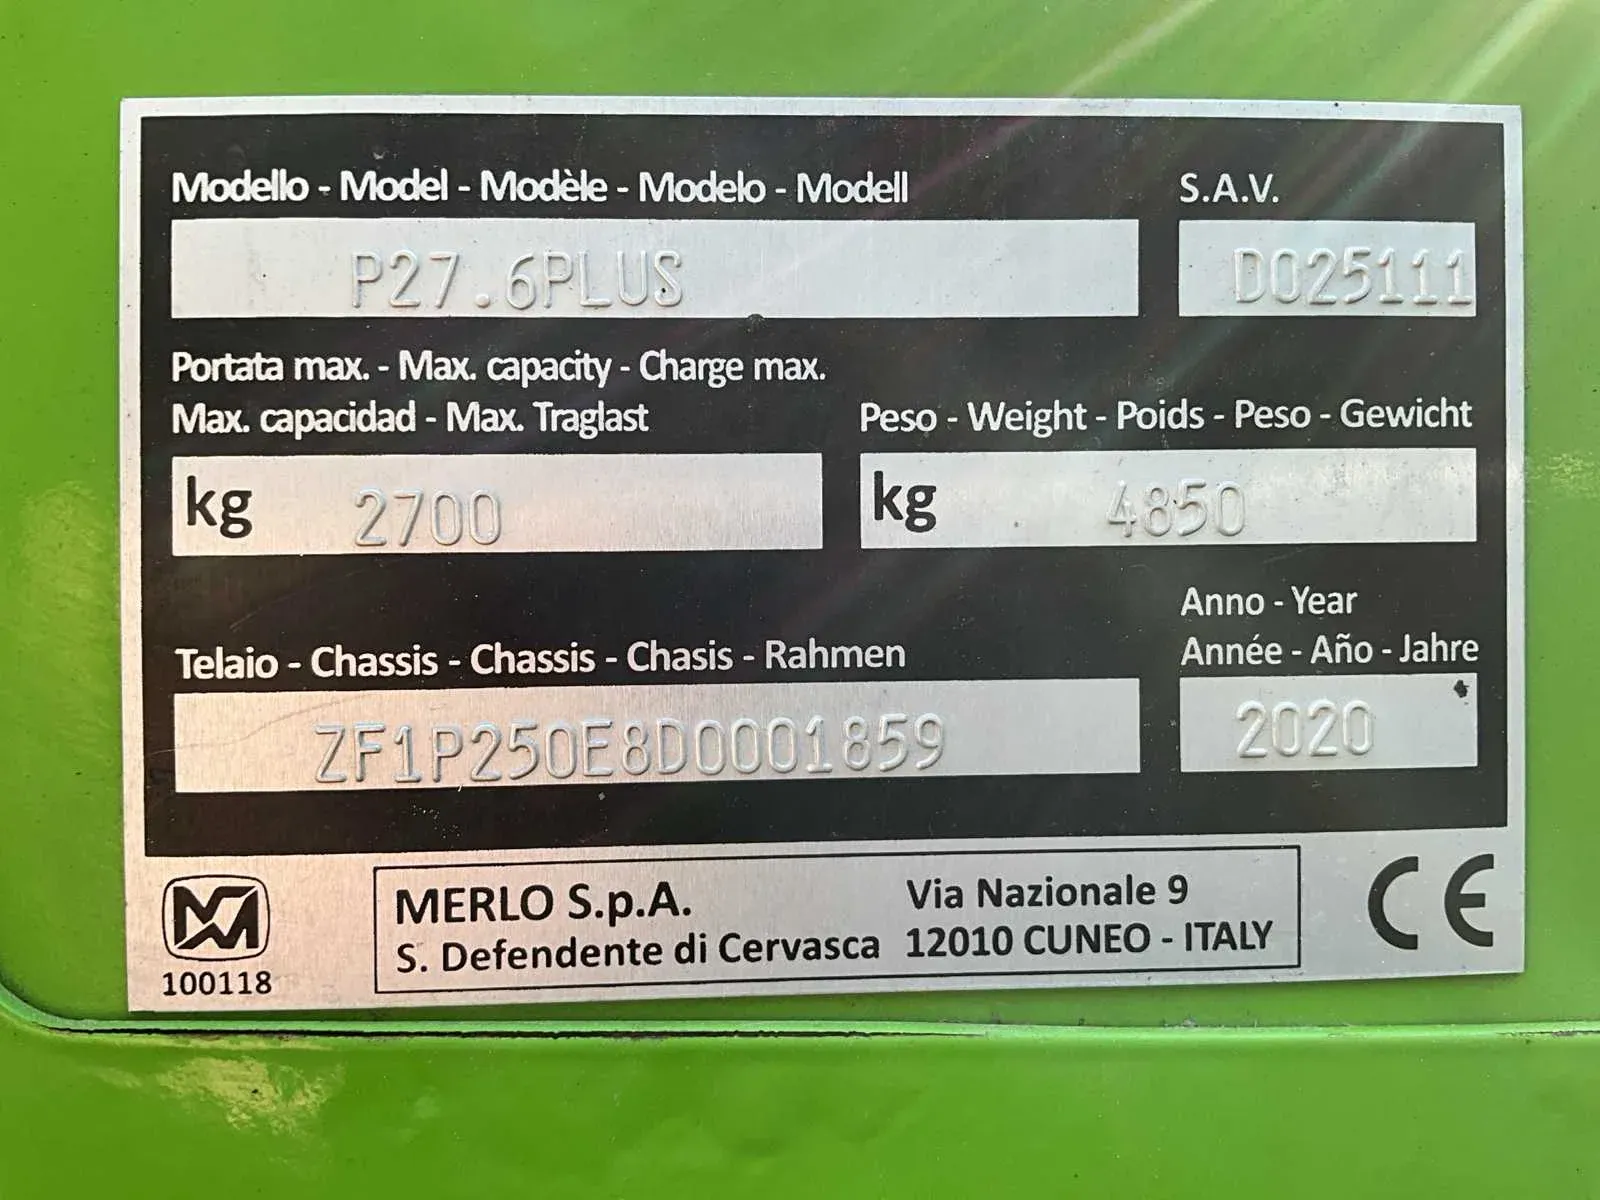 Modello - Model - Modèle - Modelo - Modell
S.A.V.
P27.6PLUS
D025111
Portata max. - Max. capacity - Charge max.
Max. capacidad - Max. Traglast
Peso - Weight - Poids - Peso - Gewicht
kg 2700
kg 4850
Anno - Year
Année - Año - Jahre
Telaio - Chassis - Chassis - Chasis - Rahmen
ZF1P250E8D0001859
2020
MERLO S.p.A.
S. Defendente di Cervasca
Via Nazionale 9
12010 CUNEO - ITALY
CE
100118